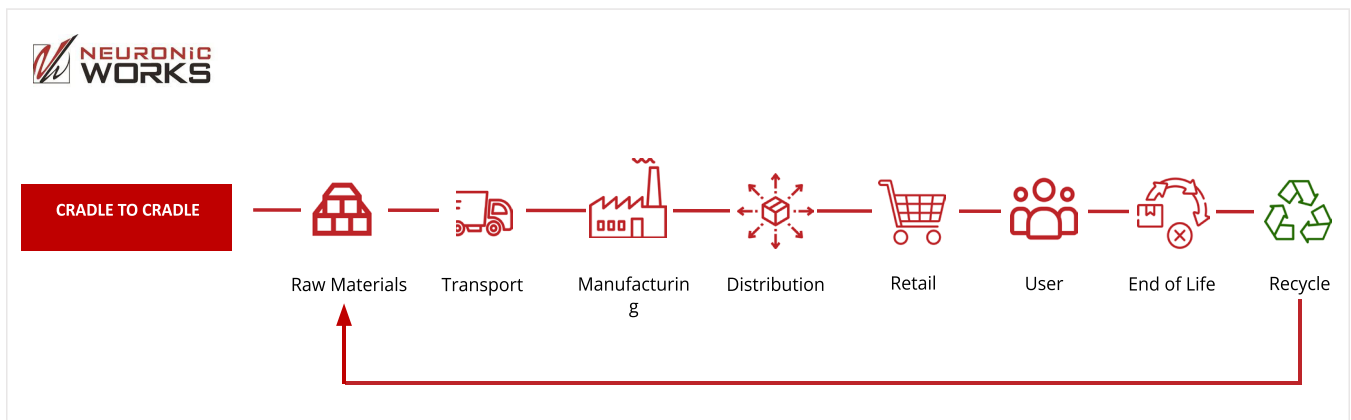 NEURONiC
WORKS
CRADLE TO CRADLE
Raw Materials
Transport
Manufacturin
g
Distribution
Retail
User
End of Life
Recycle